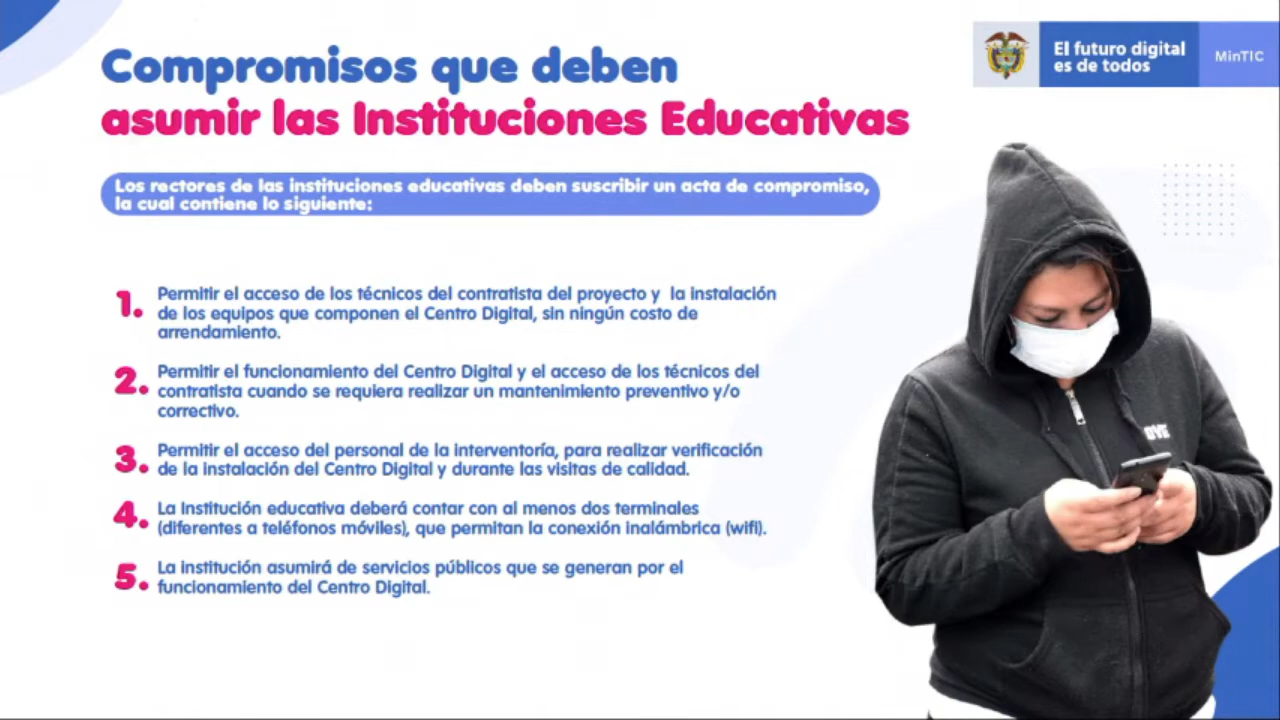 Compromisos que deben
asumir las Instituciones Educativas
El futuro digital
es de todos
MinTIC
Los rectores de las instituciones educativas deben suscribir un acta de compromiso,
la cual contiene lo siguiente:
1. Permitir el acceso de los técnicos del contratista del proyecto y la instalación
de los equipos que componen el Centro Digital, sin ningún costo de
arrendamiento.
2. Permitir el funcionamiento del Centro Digital y el acceso de los técnicos del
contratista cuando se requiera realizar un mantenimiento preventivo y/o
correctivo.
3. Permitir el acceso del personal de la interventoría, para realizar verificación
de la instalación del Centro Digital y durante las visitas de calidad.
4. La Institución educativa deberá contar con al menos dos terminales
(diferentes a teléfonos móviles), que permitan la conexión inalámbrica (wifi).
5. La institución asumirá de servicios públicos que se generan por el
funcionamiento del Centro Digital.